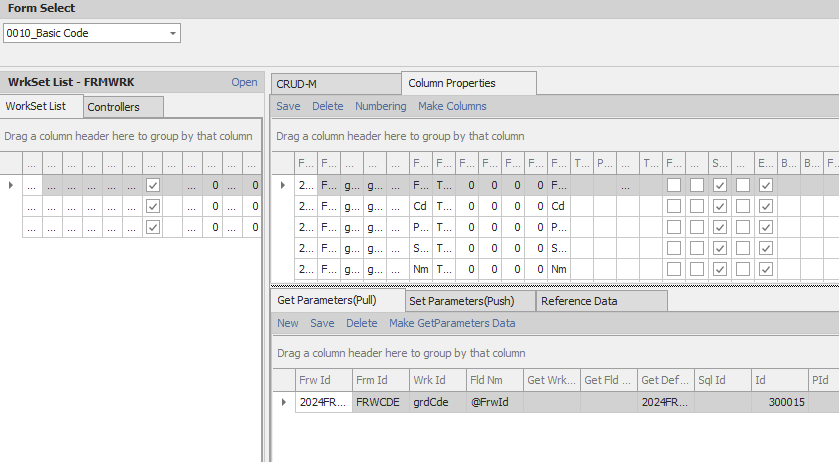 Form Select
0010_Basic Code
WrkSet List - FRMWRK
Open
WorkSet List
Controllers
Drag a column header here to group by that column
... ... ... ... ... ... ... ... ... ...
... ... ... ... ... ... 0 ... 0
... ... ... ... ... ... 0 ... 0
... ... ... ... ... ... 0 ... 0
CRUD-M
Column Properties
Save Delete Numbering Make Columns
Drag a column header here to group by that column
F... F... ... ... ... F... F... F... F... F... F... F... T... P... ... T... F... ... S... ... E... B... B... F
2... F... g... g... F... T... 0 0 0 0 F... ...
2... F... g... g... Cd T... 0 0 0 0 Cd
2... F... g... g... P... T... 0 0 0 0 P...
2... F... g... g... S... T... 0 0 0 0 S...
2... F... g... g... Nm T... 0 0 0 0 Nm
Get Parameters(Pull)
Set Parameters(Push)
Reference Data
New Save Delete Make GetParameters Data
Drag a column header here to group by that column
Frw Id Frm Id Wrk Id Fld Nm Get Wrk... Get Fld ... Get Def... Sql Id Id PId
2024FR... FRWCDE grdCde @FrwId 2024FR... 300015